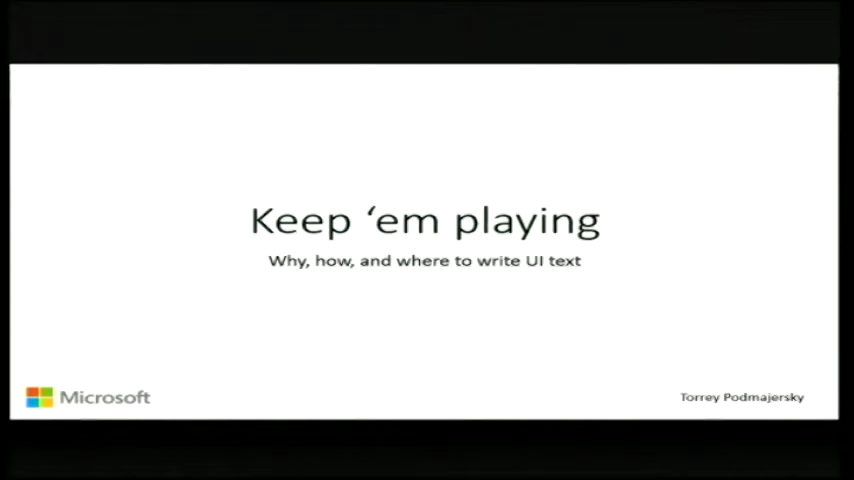 Keep ‘em playing
Why, how, and where to write UI text
Microsoft
Torrey Podmajersky